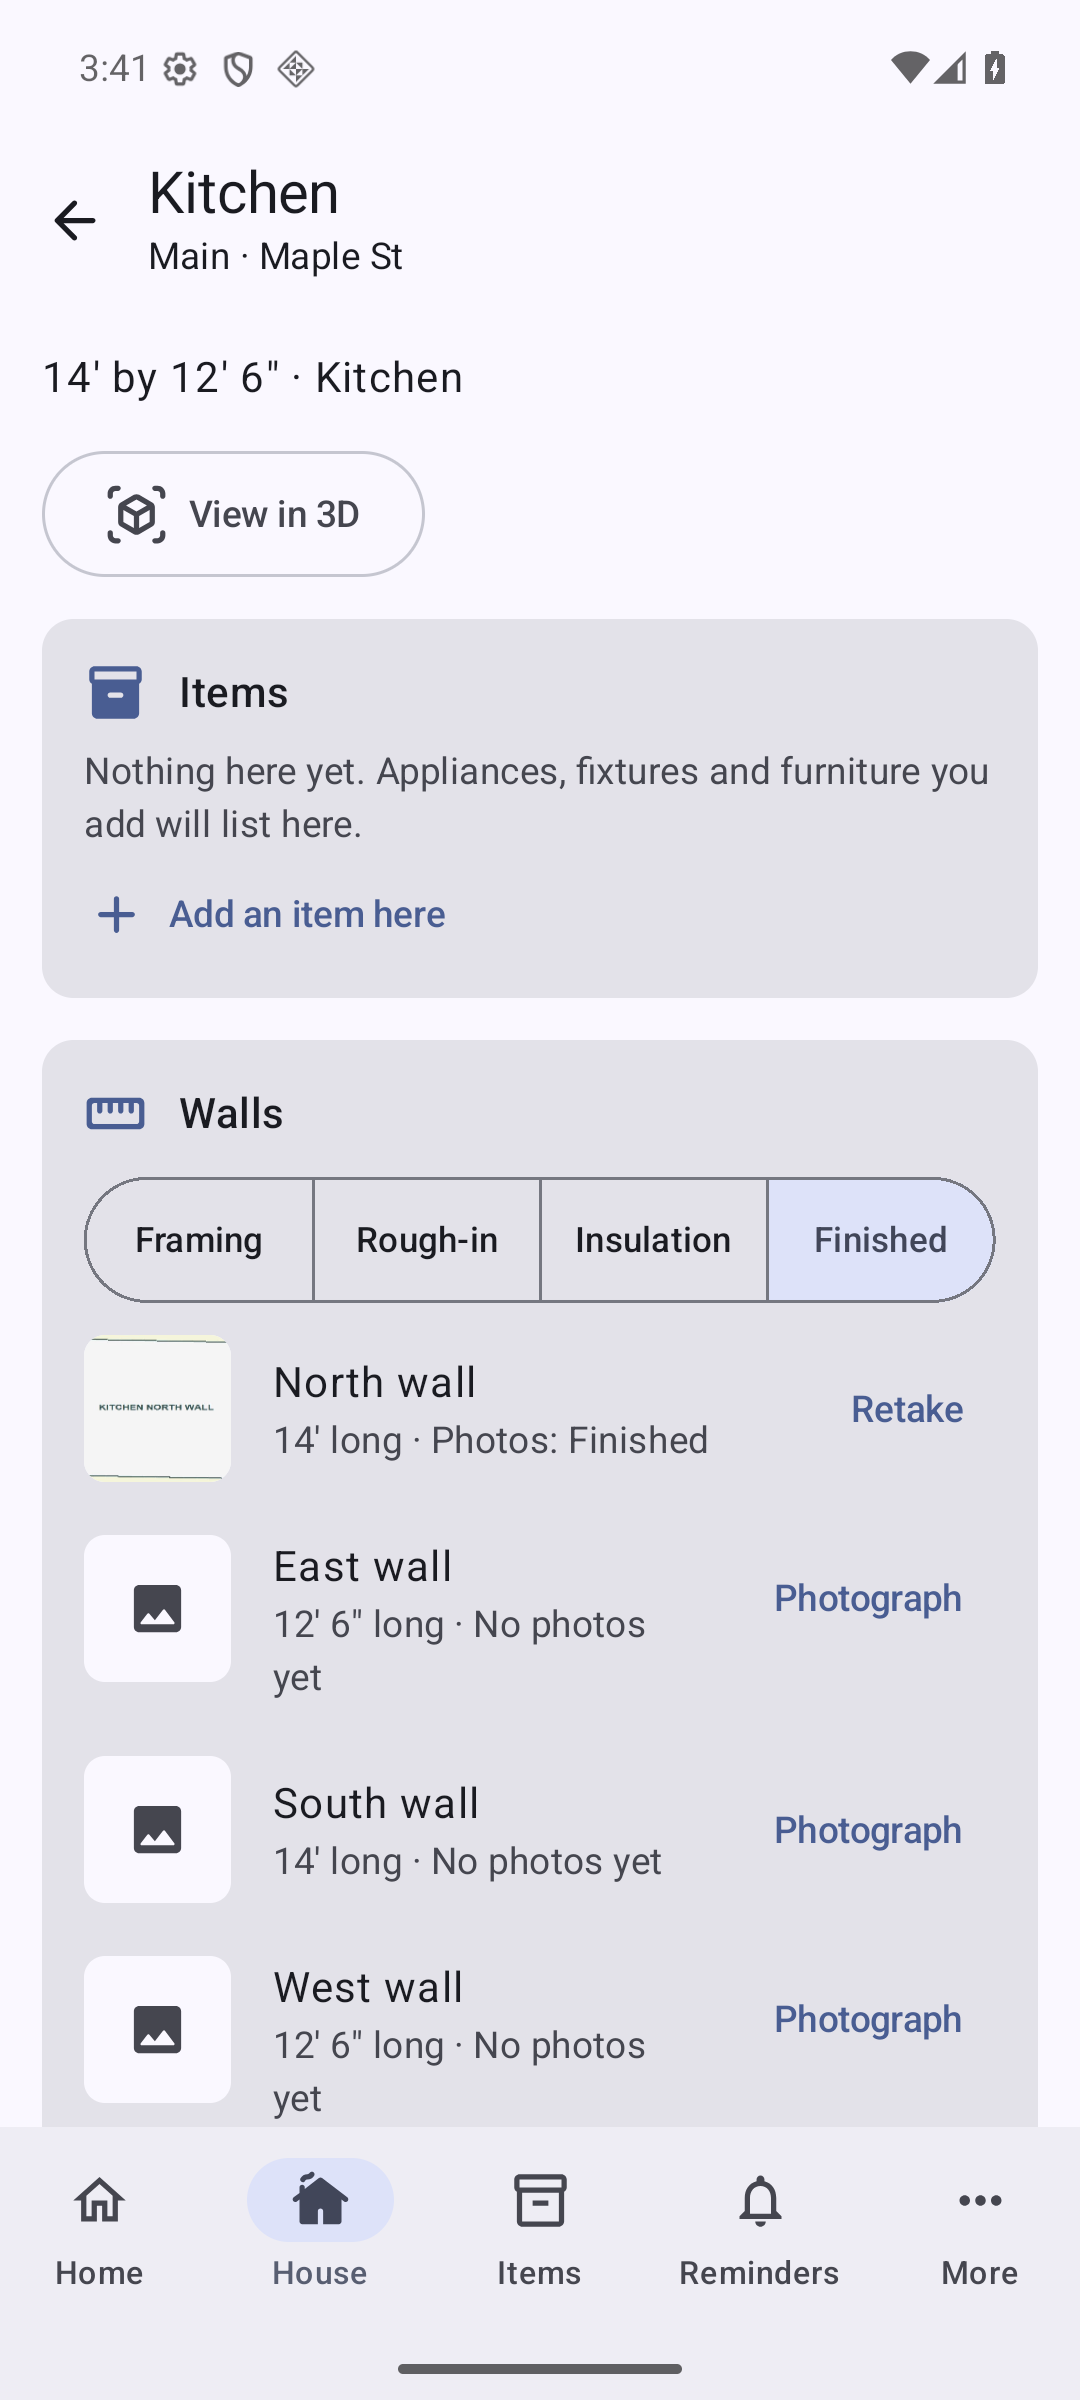 3:41
Kitchen
Main · Maple St
14' by 12' 6" · Kitchen
View in 3D
Items
Nothing here yet. Appliances, fixtures and furniture you
add will list here.
Add an item here
Walls
Framing
Rough-in
Insulation
Finished
KITCHEN NORTH WALL
North wall
14' long · Photos: Finished
Retake
East wall
12' 6" long · No photos
yet
Photograph
South wall
14' long · No photos yet
Photograph
West wall
12' 6" long · No photos
yet
Photograph
Home
House
Items
Reminders
More